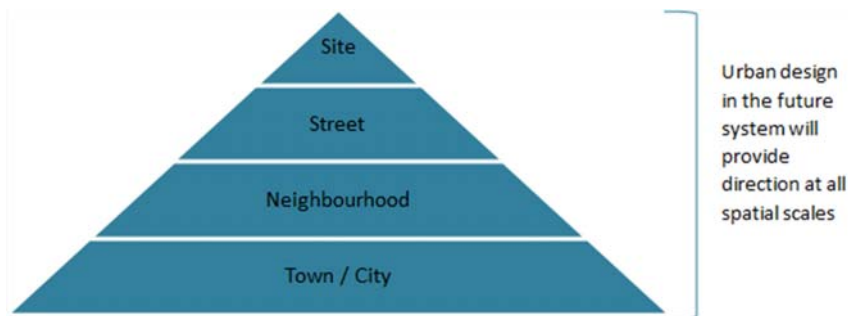 Site
Street
Neighbourhood
Town / City
Urban design
in the future
system will
provide
direction at all
spatial scales